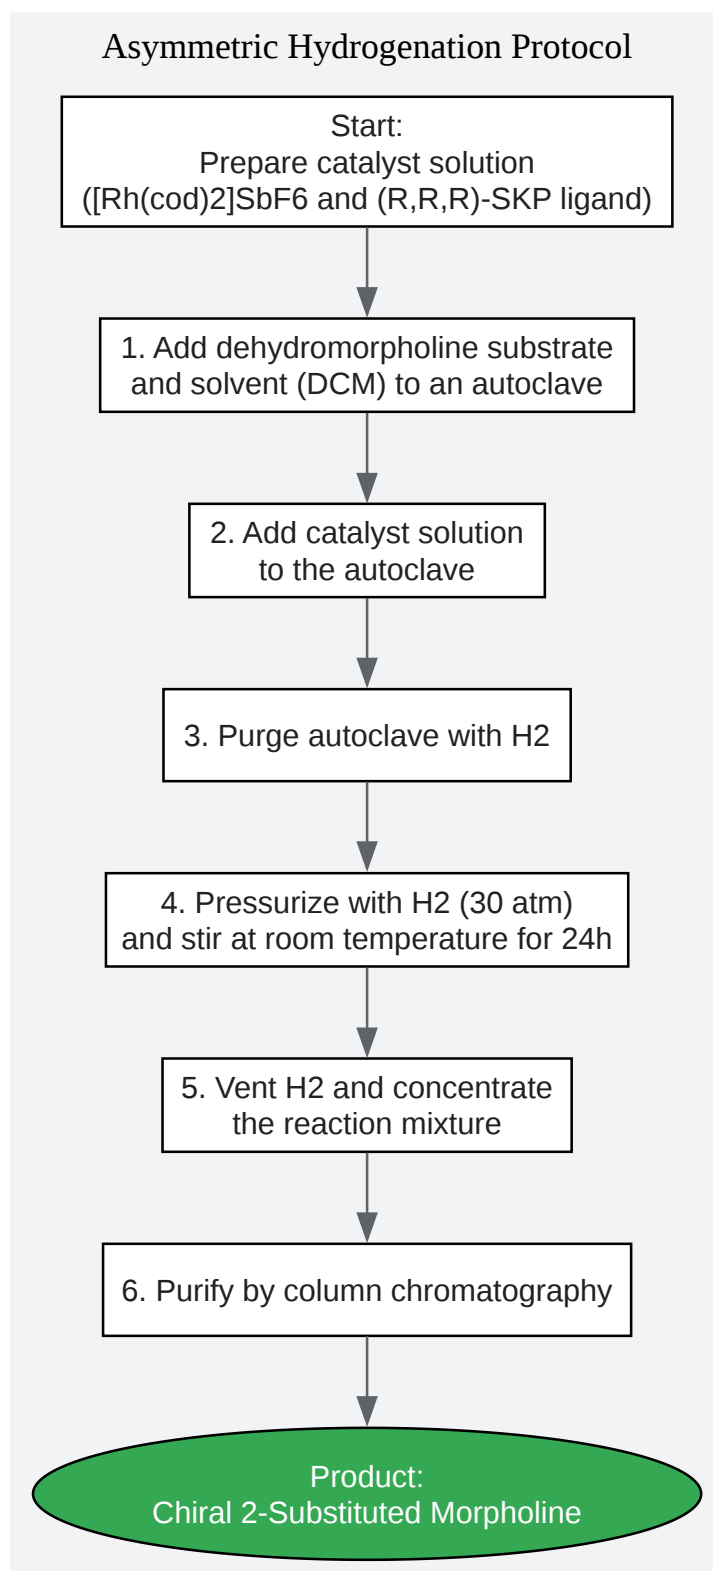 Asymmetric Hydrogenation Protocol
Start:
Prepare catalyst solution
([Rh(cod)2]SbF6 and (R,R,R)-SKP ligand)
1. Add dehydromorpholine substrate
and solvent (DCM) to an autoclave
2. Add catalyst solution
to the autoclave
3. Purge autoclave with H2
4. Pressurize with H2 (30 atm)
and stir at room temperature for 24h
5. Vent H2 and concentrate
the reaction mixture
6. Purify by column chromatography
Product:
Chiral 2-Substituted Morpholine